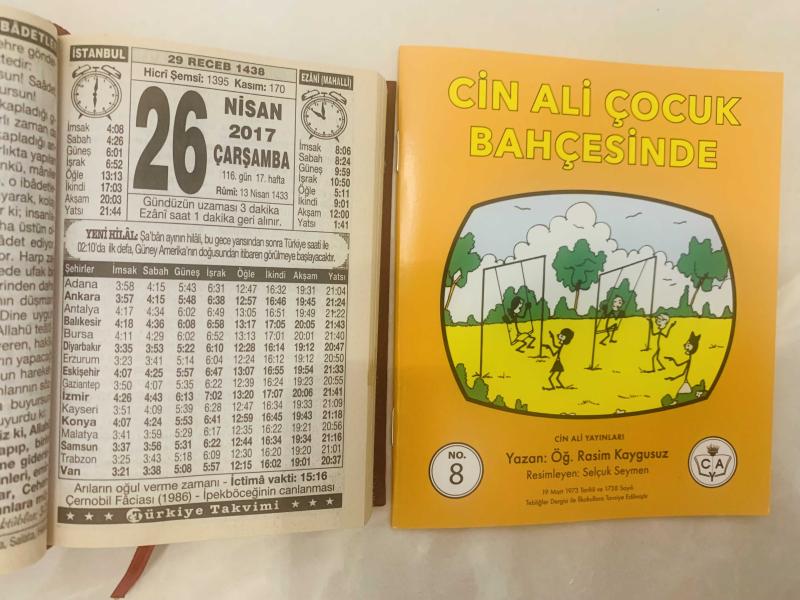 İBÂDETLE
İSTANBUL
29 RECEB 1438
Hicrî Şemsî: 1395 Kasım: 170
EZÂNÎ (MAHALLÎ)
26
NİSAN
2017
ÇARŞAMBA
116. gün 17. hafta
Rûmî: 13 Nisan 1433
İmsak 4:08
Sabah 4:26
Güneş 6:01
İşrak 6:52
Öğle 13:13
İkindi 17:03
Akşam 20:03
Yatsı 21:44
İmsak 8:06
Sabah 8:24
Güneş 9:59
İşrak 10:50
Öğle 5:11
İkindi 9:01
Akşam 12:00
Yatsı 1:41
Gündüzün uzaması 3 dakika
Ezânî saat 1 dakika geri alınır.
YENİ HİLÂL: Şa'bân ayının hilâli, bu gece yarısından sonra Türkiye saati ile
02:10'da ilk defa, Güney Amerika'nın doğusundan itibaren görülmeye başlayacaktır.
Şehirler İmsak Sabah Güneş İşrak Öğle İkindi Akşam Yatsı
Adana 3:58 4:15 5:43 6:31 12:47 16:32 19:31 21:04
Ankara 3:57 4:15 5:48 6:38 12:57 16:46 19:45 21:24
Antalya 4:17 4:34 6:02 6:49 13:05 16:51 19:49 21:22
Balıkesir 4:18 4:36 6:08 6:58 13:17 17:05 20:05 21:43
Bursa 4:11 4:29 6:02 6:52 13:13 17:01 20:01 21:40
Diyarbakır 3:35 3:53 5:22 6:10 12:28 16:14 19:12 20:47
Erzurum 3:23 3:41 5:14 6:04 12:24 16:12 19:12 20:50
Eskişehir 4:07 4:25 5:57 6:47 13:07 16:55 19:54 21:33
Gaziantep 3:50 4:07 5:35 6:22 12:39 16:24 19:23 20:55
İzmir 4:26 4:43 6:13 7:02 13:20 17:07 20:06 21:41
Kayseri 3:51 4:09 5:39 6:28 12:47 16:34 19:33 21:09
Konya 4:07 4:24 5:53 6:41 12:59 16:45 19:43 21:18
Malatya 3:41 3:59 5:29 6:17 12:35 16:22 19:21 20:56
Samsun 3:37 3:56 5:31 6:22 12:44 16:34 19:34 21:16
Trabzon 3:25 3:43 5:18 6:09 12:30 16:20 19:20 21:01
Van 3:21 3:38 5:08 5:57 12:15 16:02 19:01 20:37
Arıların oğul verme zamanı - İctimâ vakti: 15:16
Çernobil Fâciası (1986) - İpekböceğinin canlanması
Türkiye Takvimi
CİN ALİ ÇOCUK
BAHÇESİNDE
CİN ALİ YAYINLARI
NO.
8
Yazan: Öğ. Rasim Kaygusuz
Resimleyen: Selçuk Seymen
19 Mart 1973 Tarihli ve 1738 Sayılı
Tebliğler Dergisi ile İlkokullara Tavsiye Edilmiştir
C A
Y